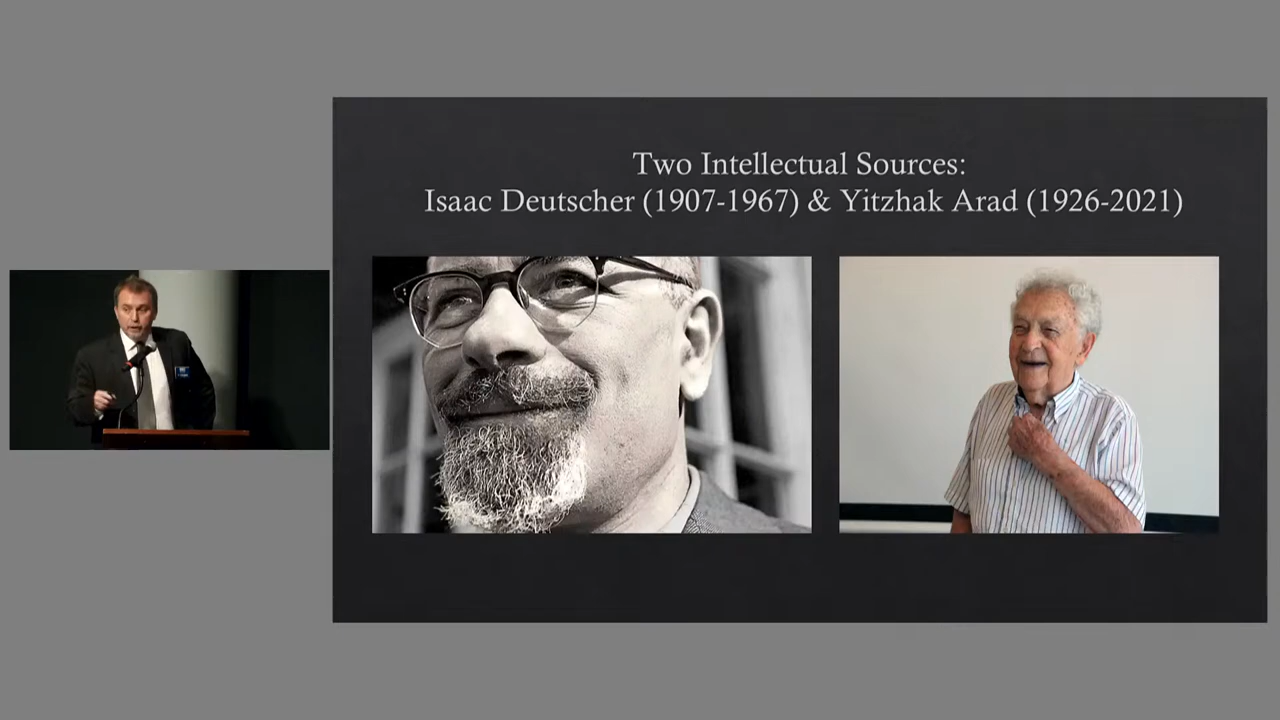 Two Intellectual Sources:
Isaac Deutscher (1907-1967) & Yitzhak Arad (1926-2021)